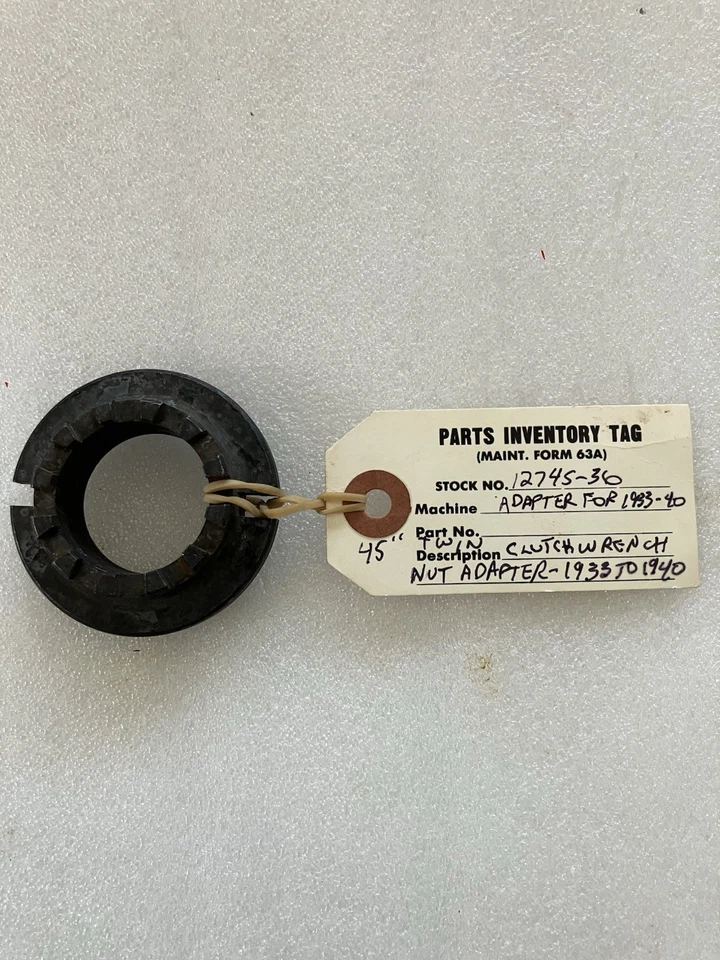 PARTS INVENTORY TAG
(MAINT. FORM 63A)
STOCK NO. 12745-36
Machine ADAPTER FOR 1933-40
Part No.
45" TWIN
Description CLUTCH WRENCH
NUT ADAPTER-1933 TO 1940